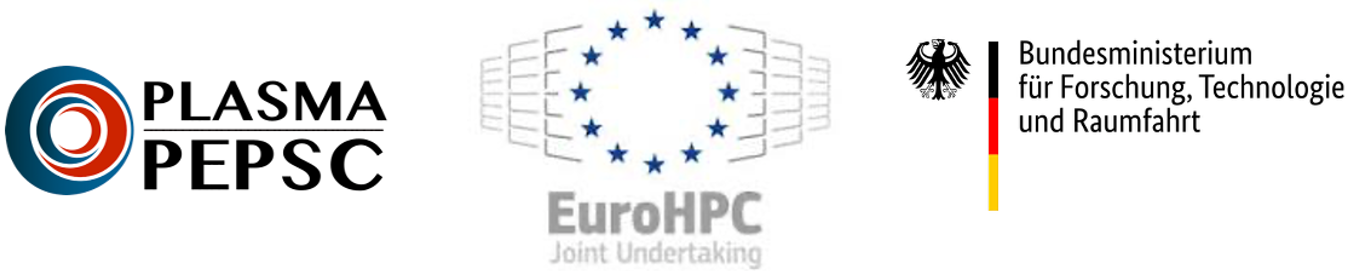 PLASMA
PEPSC
EuroHPC
Joint Undertaking
Bundesministerium
für Forschung, Technologie
und Raumfahrt